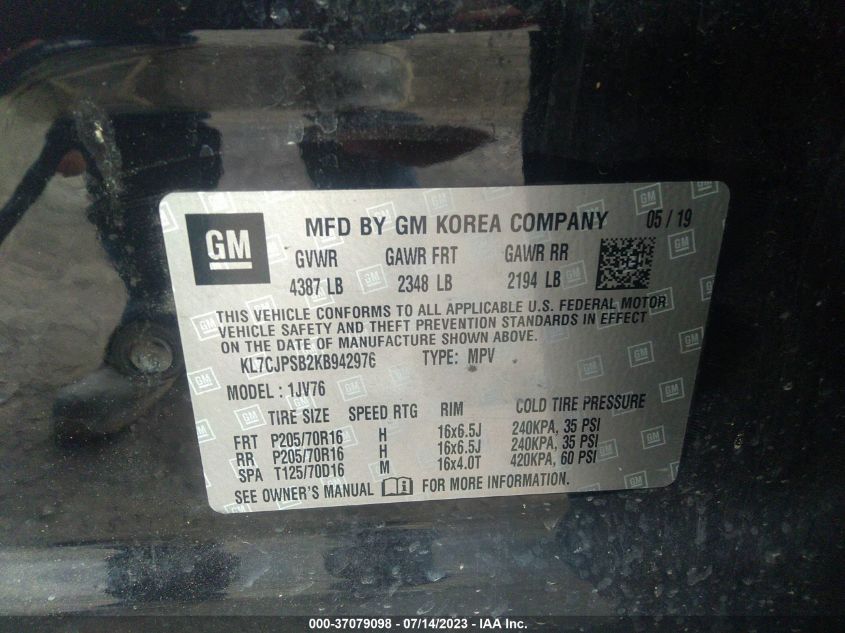 GM MFD BY GM KOREA COMPANY 05 / 19
GVWR GAWR FRT GAWR RR
4387 LB 2348 LB 2194 LB
THIS VEHICLE CONFORMS TO ALL APPLICABLE U.S. FEDERAL MOTOR
VEHICLE SAFETY AND THEFT PREVENTION STANDARDS IN EFFECT
ON THE DATE OF MANUFACTURE SHOWN ABOVE.
KL7CJPSB2KB942976 TYPE: MPV
MODEL : 1JV76
TIRE SIZE SPEED RTG RIM COLD TIRE PRESSURE
FRT P205/70R16 H 16x6.5J 240KPA, 35 PSI
RR P205/70R16 H 16x6.5J 240KPA, 35 PSI
SPA T125/70D16 M 16x4.0T 420KPA, 60 PSI
SEE OWNER'S MANUAL FOR MORE INFORMATION.
000-37079098 - 07/14/2023 - IAA Inc.